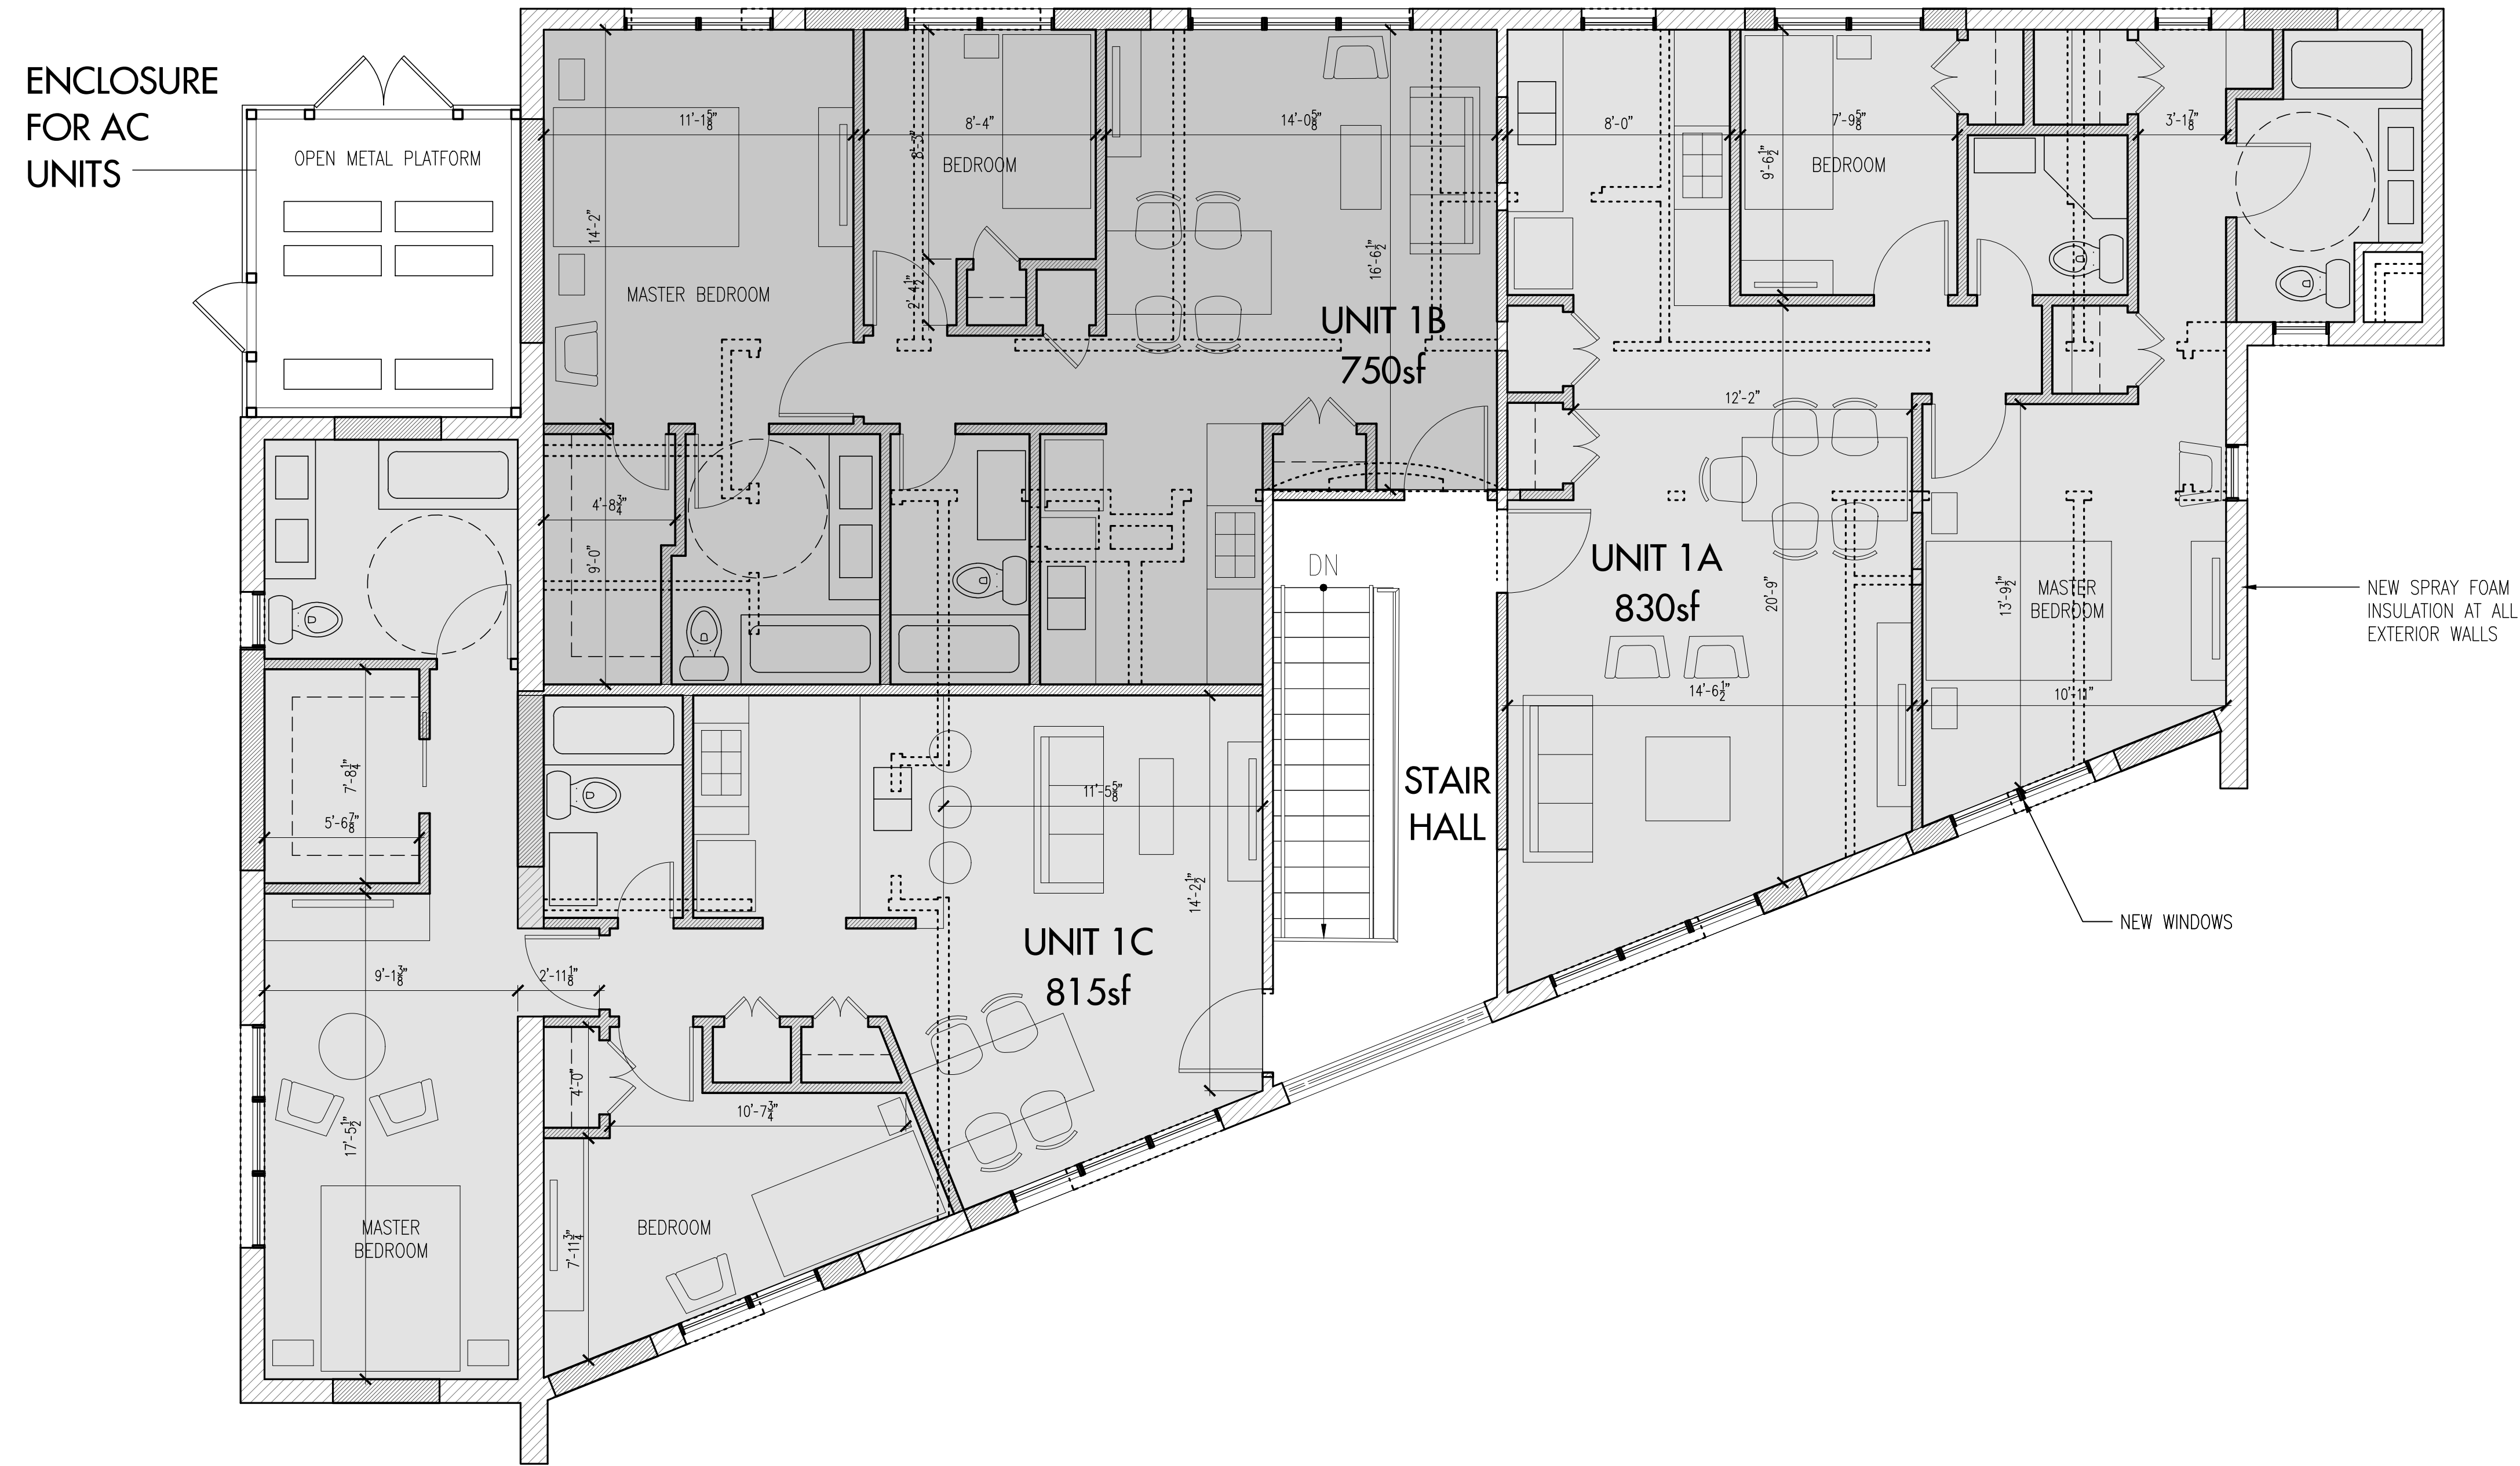 ENCLOSURE
FOR AC
UNITS
OPEN METAL PLATFORM
11'-1 5/8"
8'-4"
14'-0 5/8"
8'-0"
7'-9 5/8"
3'-1 7/8"
8'-3"
BEDROOM
9'-6 1/2"
BEDROOM
14'-2"
MASTER BEDROOM
2'-4 1/2"
16'-6 1/2"
UNIT 1B
750sf
12'-2"
4'-8 3/4"
9'-0"
DN
UNIT 1A
830sf
20'-9"
13'-9 1/2"
MASTER
BEDROOM
NEW SPRAY FOAM
INSULATION AT ALL
EXTERIOR WALLS
14'-6 1/2"
10'-11"
7'-8 1/4"
5'-6 7/8"
11'-5 5/8"
STAIR
HALL
14'-2 1/2"
NEW WINDOWS
UNIT 1C
815sf
9'-1 3/8"
2'-11 1/8"
4'-0"
10'-7 3/4"
17'-5 1/2"
MASTER
BEDROOM
BEDROOM
7'-11 3/4"